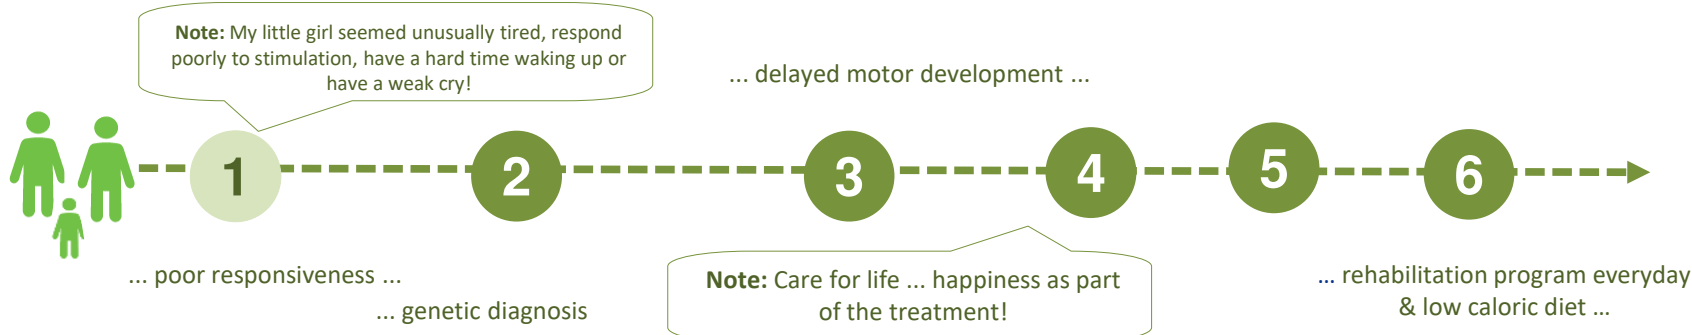 Note: My little girl seemed unusually tired, respond
poorly to stimulation, have a hard time waking up or
have a weak cry!
... delayed motor development ...
1
2
3
4
5
6
... poor responsiveness ...
... genetic diagnosis
Note: Care for life ... happiness as part
of the treatment!
... rehabilitation program everyday
& low caloric diet ...